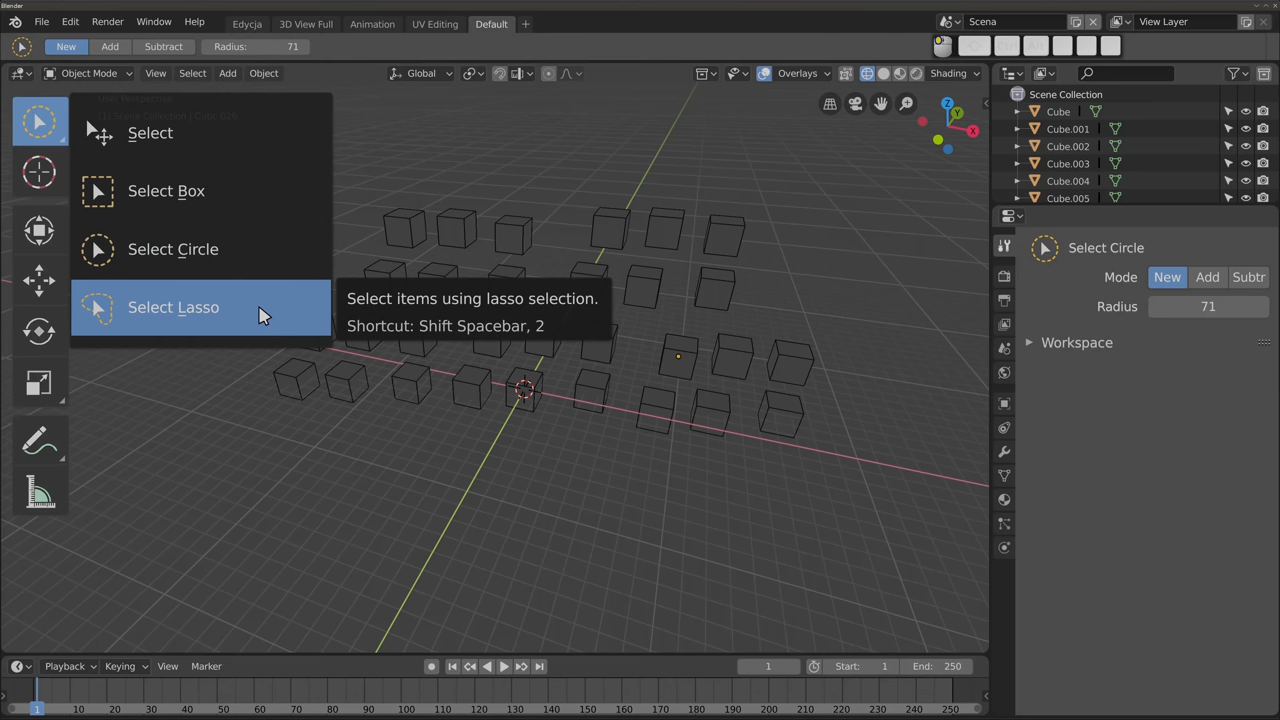 Blender
File Edit Render Window Help Edycja 3D View Full Animation UV Editing Default + Scena View Layer
New Add Subtract Radius: 71
Object Mode View Select Add Object Global Overlays Shading
Select
Select Box
Select Circle
Select Lasso
Select items using lasso selection.
Shortcut: Shift Spacebar, 2
Z
Y
X
Scene Collection
Cube
Cube.001
Cube.002
Cube.003
Cube.004
Cube.005
Select Circle
Mode New Add Subtr
Radius 71
Workspace
Playback Keying View Marker 1 Start: 1 End: 250
1 10 20 30 40 50 60 70 80 90 100 110 120 130 140 150 160 170 180 190 200 210 220 230 240 250